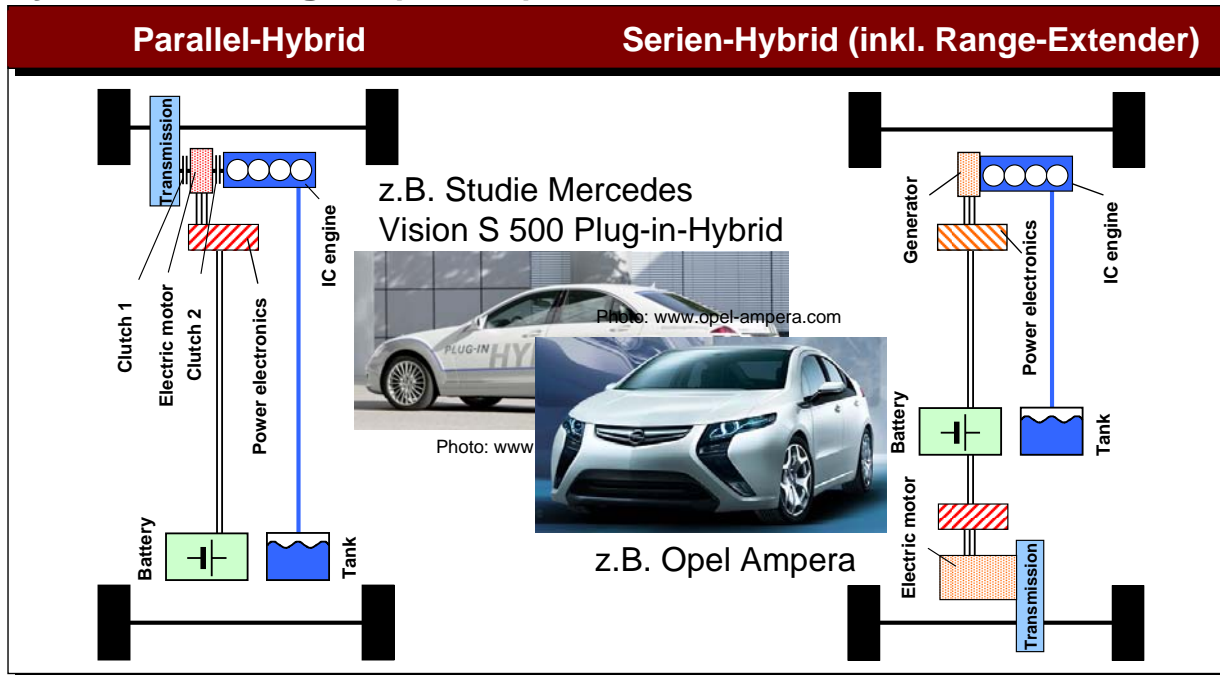 Parallel-Hybrid
Serien-Hybrid (inkl. Range-Extender)
Transmission
Clutch 1
Electric motor
Clutch 2
Power electronics
IC engine
Battery
Tank
z.B. Studie Mercedes
Vision S 500 Plug-in-Hybrid
PLUG-IN HY
Photo: www.opel-ampera.com
Photo: www
z.B. Opel Ampera
Generator
IC engine
Power electronics
Battery
Tank
Electric motor
Transmission